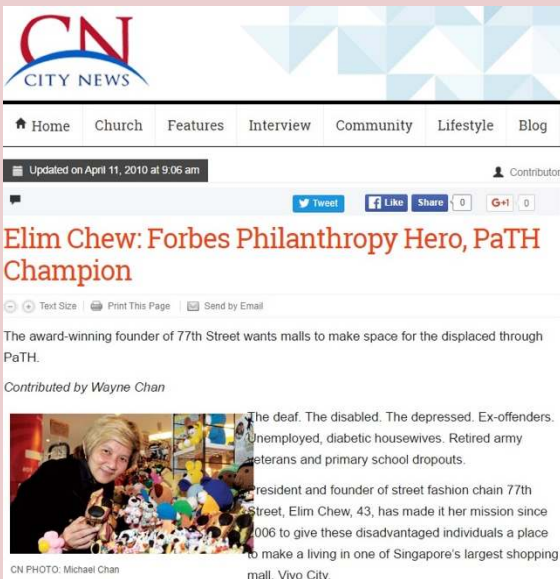 CN
CITY NEWS
Home Church Features Interview Community Lifestyle Blog
Updated on April 11, 2010 at 9:06 am Contributor
Tweet Like Share 0 G+1 0
Elim Chew: Forbes Philanthropy Hero, PaTH
Champion
Text Size Print This Page Send by Email
The award-winning founder of 77th Street wants malls to make space for the displaced through
PaTH.
Contributed by Wayne Chan
The deaf. The disabled. The depressed. Ex-offenders.
Unemployed, diabetic housewives. Retired army
veterans and primary school dropouts.
President and founder of street fashion chain 77th
Street, Elim Chew, 43, has made it her mission since
2006 to give these disadvantaged individuals a place
to make a living in one of Singapore's largest shopping
mall, Vivo City.
CN PHOTO: Michael Chan